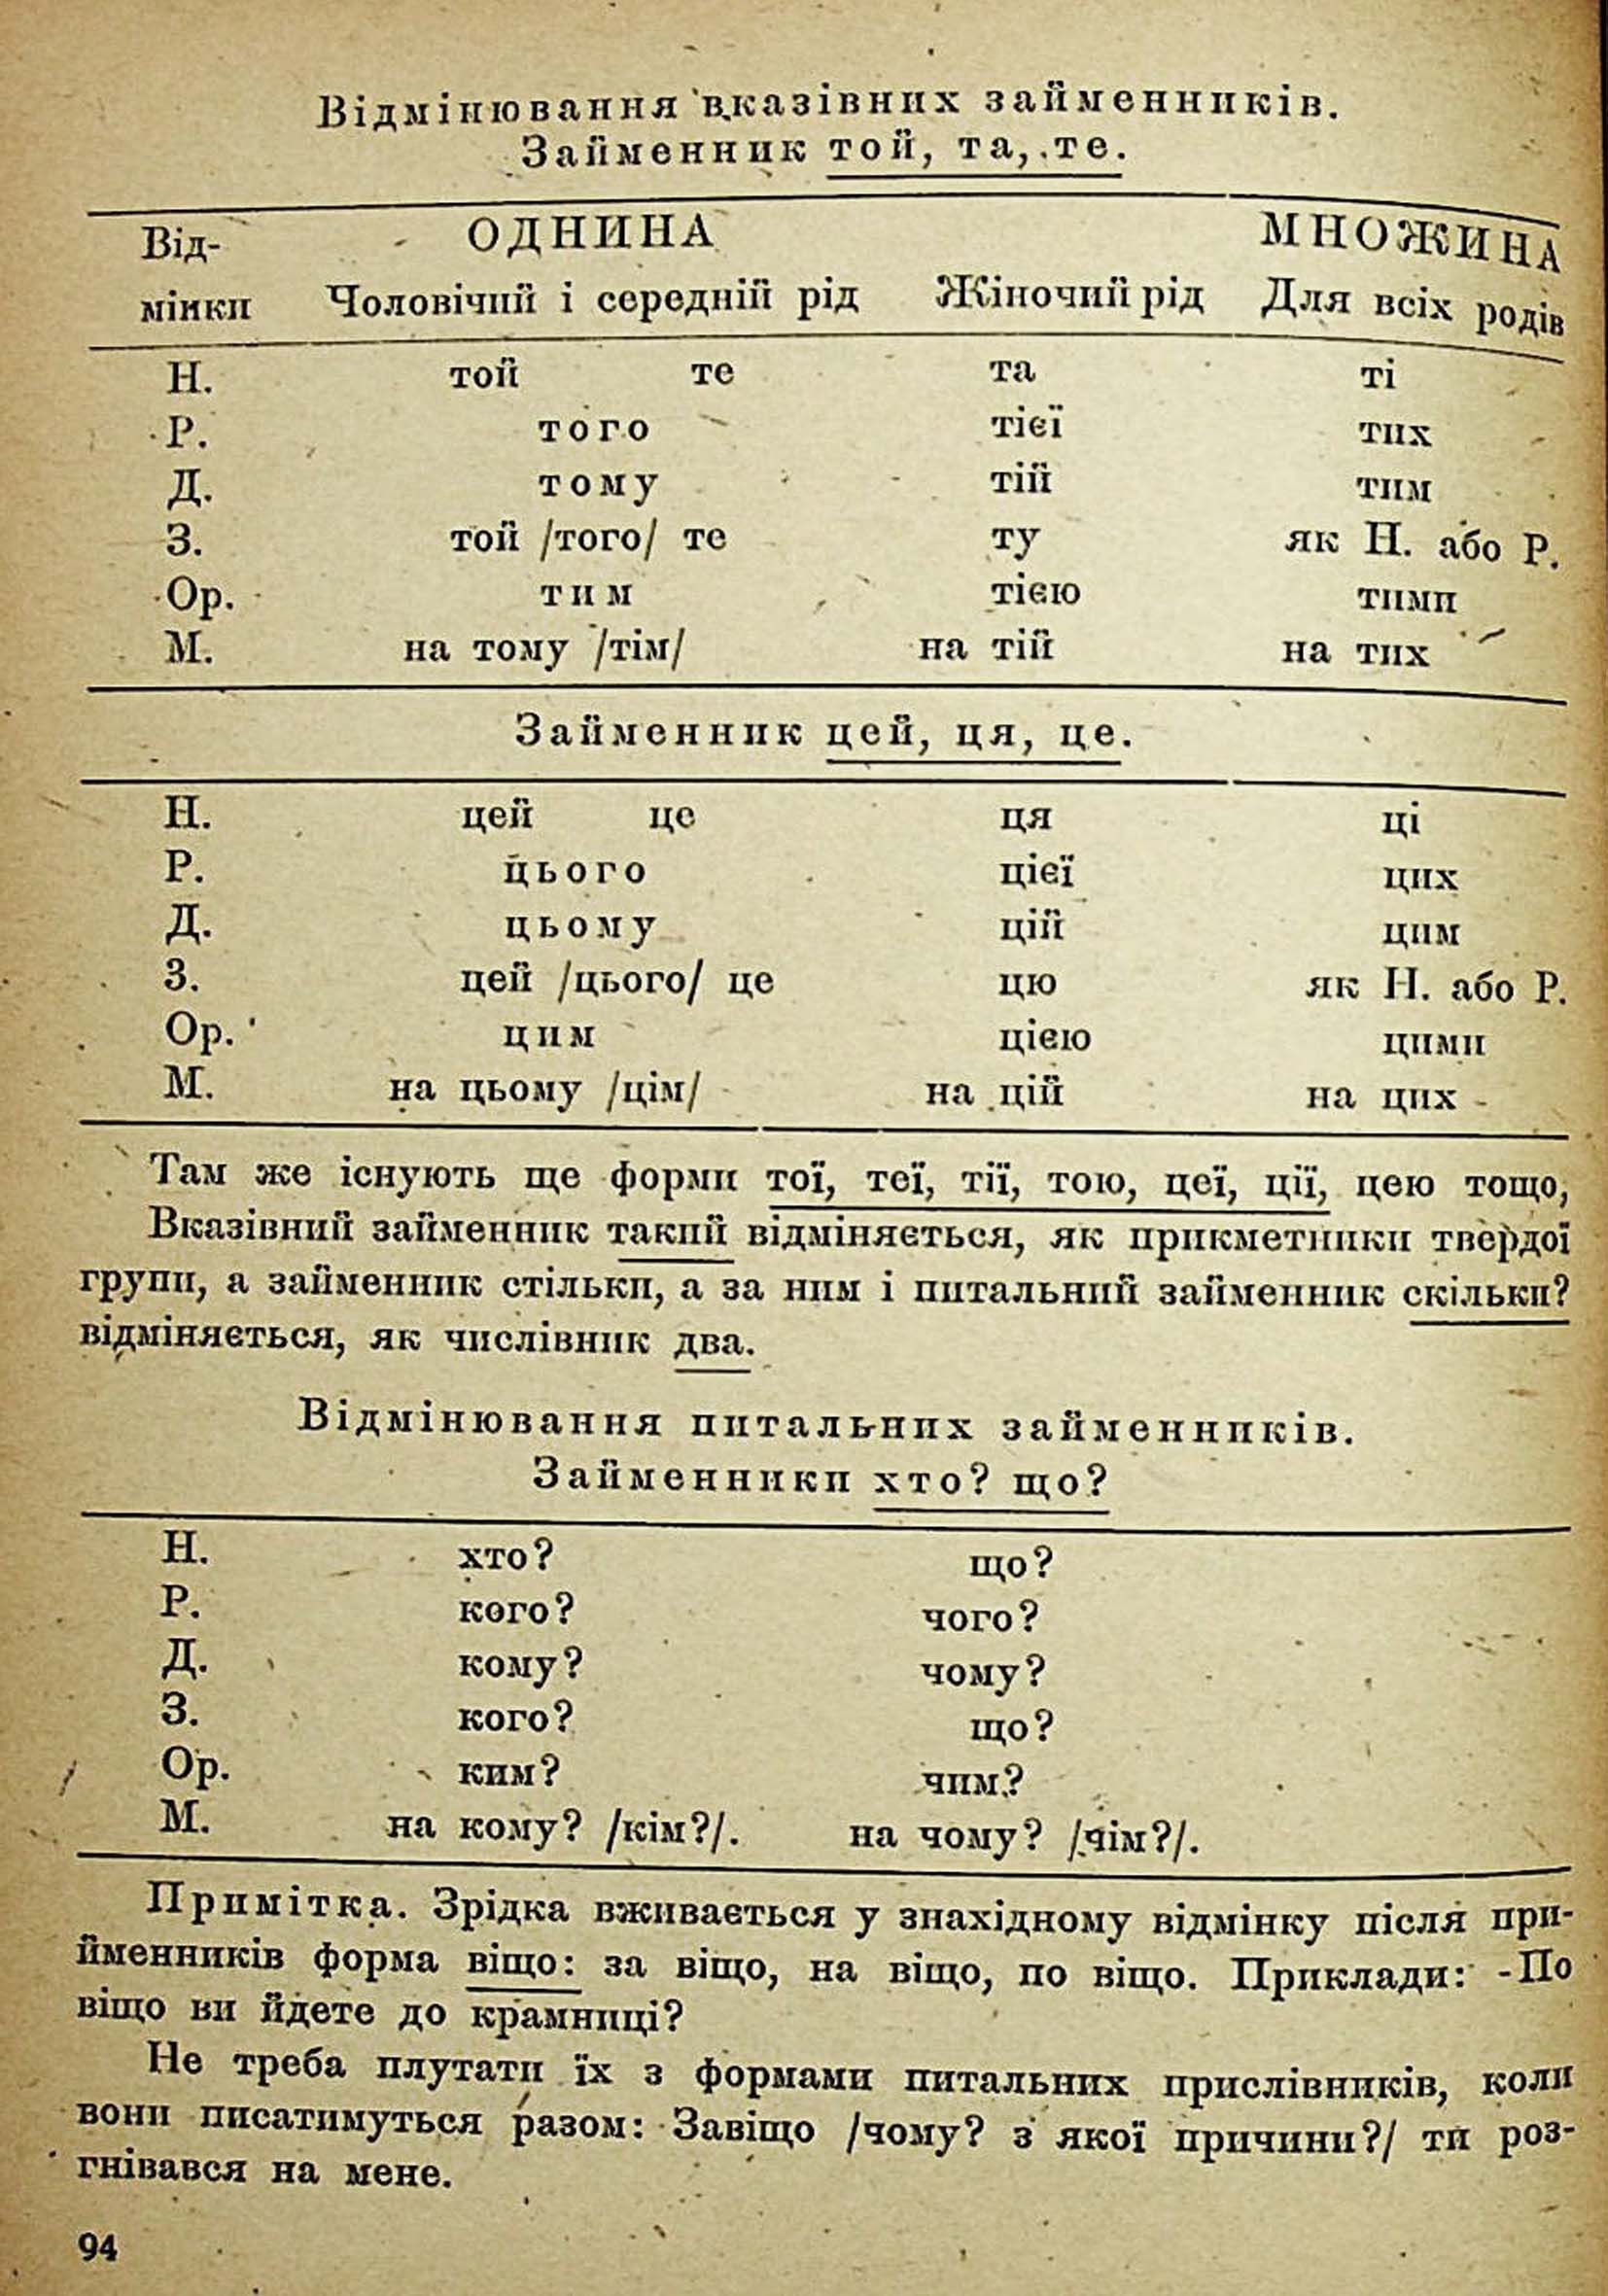 Відмінювання вказівних займенників.
Займенник той, та, те.
Від- ОДНИНА МНОЖИНА
мінки Чоловічий і середній рід Жіночий рід Для всіх родів
Н. той те та ті
Р. того тієї тих
Д. тому тій тим
З. той /того/ те ту як Н. або Р.
Ор. тим тією тими
М. на тому /тім/ на тій на тих
Займенник цей, ця, це.
Н. цей це ця ці
Р. цього цієї цих
Д. цьому цій цим
З. цей /цього/ це цю як Н. або Р.
Ор. цим цією цими
М. на цьому /цім/ на цій на цих
Там же існують ще форми тої, теї, тії, тою, цеї, ції, цею тощо,
Вказівний займенник такий відміняється, як прикметники твердої
групи, а займенник стільки, а за ним і питальний займенник скільки?
відміняється, як числівник два.
Відмінювання питальних займенників.
Займенники хто? що?
Н. хто? що?
Р. кого? чого?
Д. кому? чому?
З. кого? що?
Ор. ким? чим?
М. на кому? /кім?/. на чому? /чім?/.
Примітка. Зрідка вживається у знахідному відмінку після при-
йменників форма віщо: за віщо, на віщо, по віщо. Приклади: -По
віщо ви йдете до крамниці?
Не треба плутати їх з формами питальних прислівників, коли
вони писатимуться разом: Завіщо /чому? з якої причини?/ ти роз-
гнівався на мене.
94